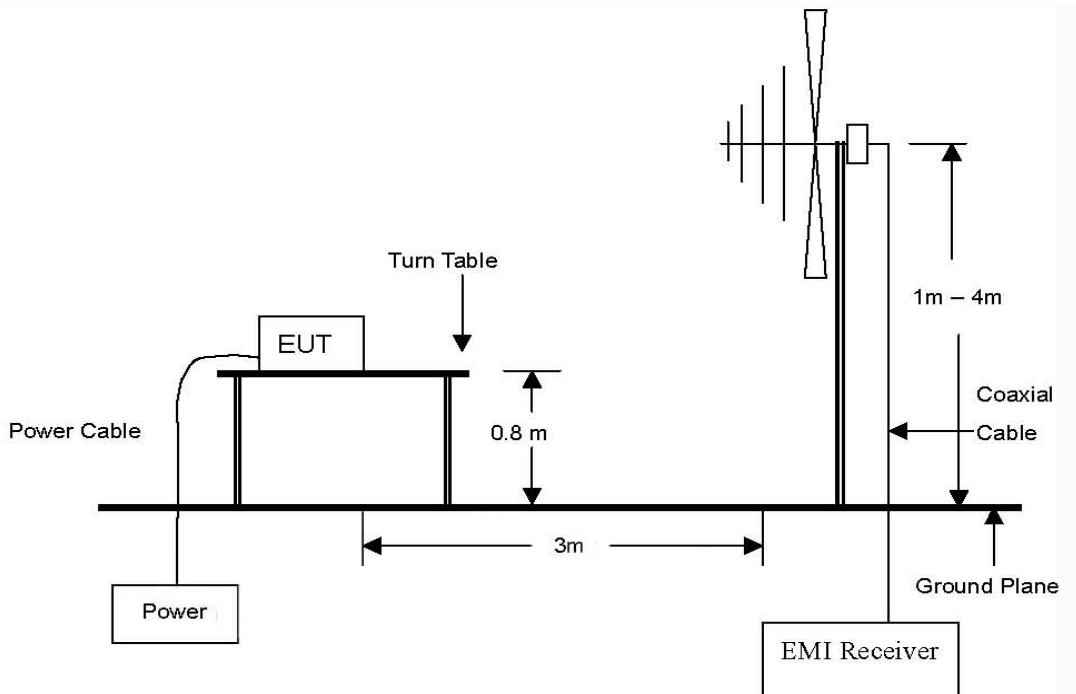 Turn Table
1m – 4m
EUT
Coaxial
Power Cable
0.8 m
Cable
3m
Ground Plane
Power
EMI Receiver